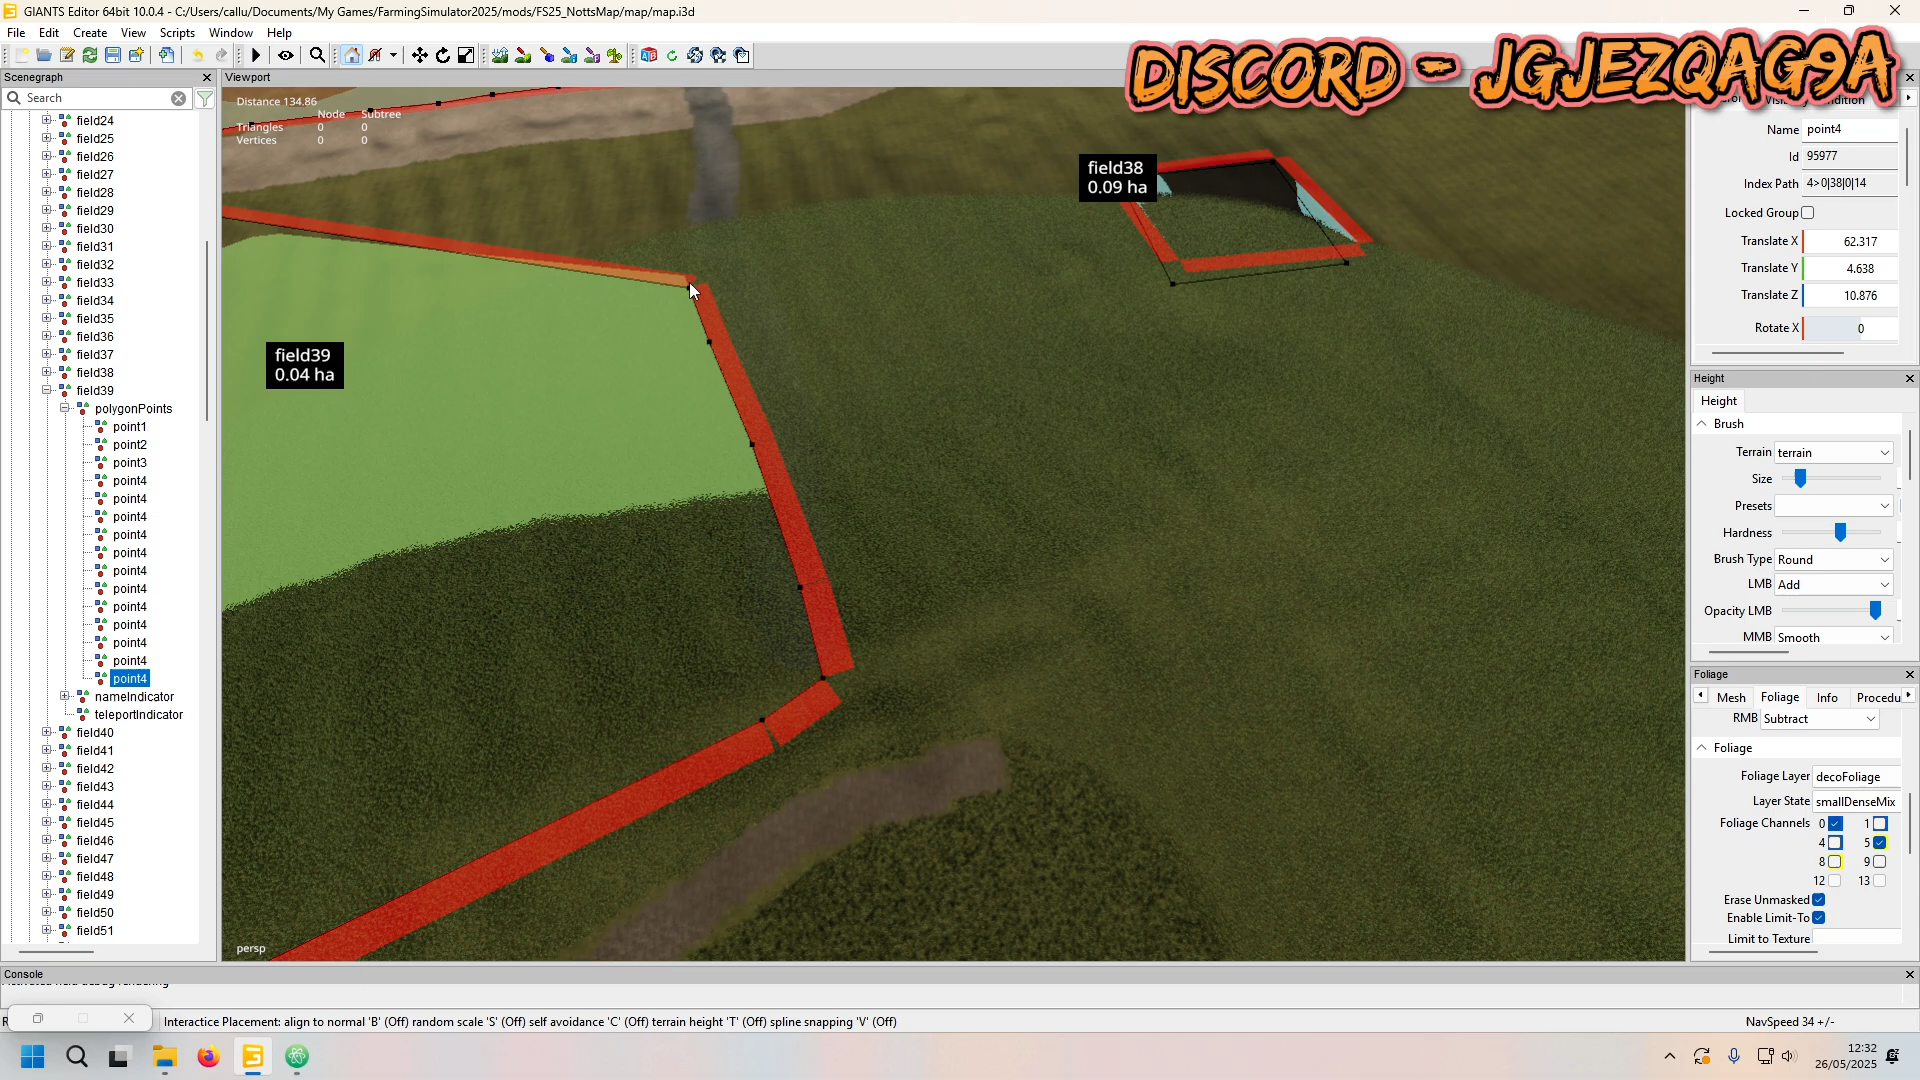 GIANTS Editor 64bit 10.0.4 - C:/Users/callu/Documents/My Games/FarmingSimulator2025/mods/FS25_NottsMap/map/map.i3d
File Edit Create View Scripts Window Help
DISCORD - JGJEZQAG9A
Scenegraph
Search
field24
field25
field26
field27
field28
field29
field30
field31
field32
field33
field34
field35
field36
field37
field38
field39
polygonPoints
point1
point2
point3
point4
point4
point4
point4
point4
point4
point4
point4
point4
point4
point4
point4
nameIndicator
teleportIndicator
field40
field41
field42
field43
field44
field45
field46
field47
field48
field49
field50
field51
Viewport
Distance 134.86
Node Subtree
Triangles 0 0
Vertices 0 0
field38
0.09 ha
field39
0.04 ha
persp
Name point4
Id 95977
Index Path 4>0|38|0|14
Locked Group
Translate X 62.317
Translate Y 4.638
Translate Z 10.876
Rotate X 0
Height
Height
Brush
Terrain terrain
Size
Presets
Hardness
Brush Type Round
LMB Add
Opacity LMB
MMB Smooth
Foliage
Mesh Foliage Info Procedu
RMB Subtract
Foliage
Foliage Layer decoFoliage
Layer State smallDenseMix
Foliage Channels 0 1
4 5
8 9
12 13
Erase Unmasked
Enable Limit-To
Limit to Texture
Console
Interactice Placement: align to normal 'B' (Off) random scale 'S' (Off) self avoidance 'C' (Off) terrain height 'T' (Off) spline snapping 'V' (Off)
NavSpeed 34 +/-
12:32
26/05/2025